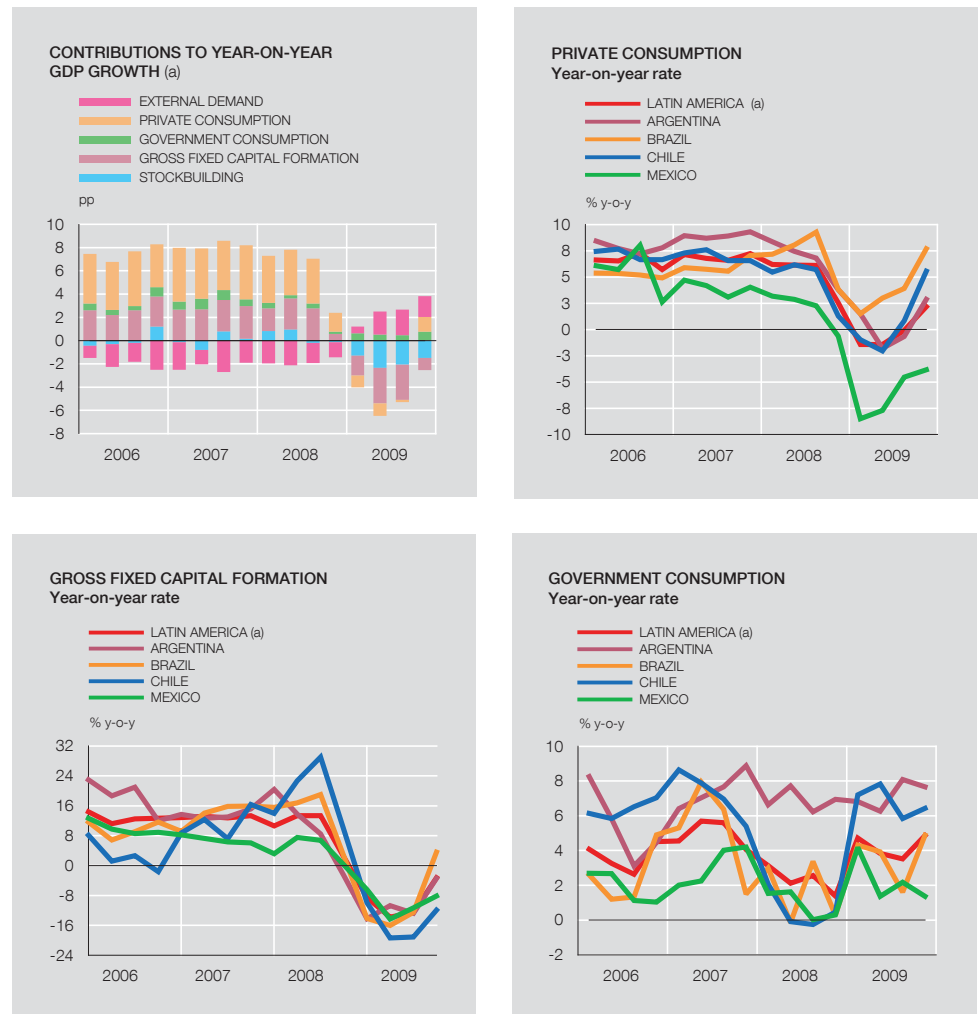 CONTRIBUTIONS TO YEAR-ON-YEAR
GDP GROWTH (a)
EXTERNAL DEMAND
PRIVATE CONSUMPTION
GOVERNMENT CONSUMPTION
GROSS FIXED CAPITAL FORMATION
STOCKBUILDING
pp
10
8
6
4
2
0
-2
-4
-6
-8
2006 2007 2008 2009
PRIVATE CONSUMPTION
Year-on-year rate
LATIN AMERICA (a)
ARGENTINA
BRAZIL
CHILE
MEXICO
% y-o-y
10
8
5
3
0
-3
-5
-8
-10
2006 2007 2008 2009
GROSS FIXED CAPITAL FORMATION
Year-on-year rate
LATIN AMERICA (a)
ARGENTINA
BRAZIL
CHILE
MEXICO
% y-o-y
32
24
16
8
0
-8
-16
-24
2006 2007 2008 2009
GOVERNMENT CONSUMPTION
Year-on-year rate
LATIN AMERICA (a)
ARGENTINA
BRAZIL
CHILE
MEXICO
% y-o-y
10
8
6
4
2
0
-2
2006 2007 2008 2009